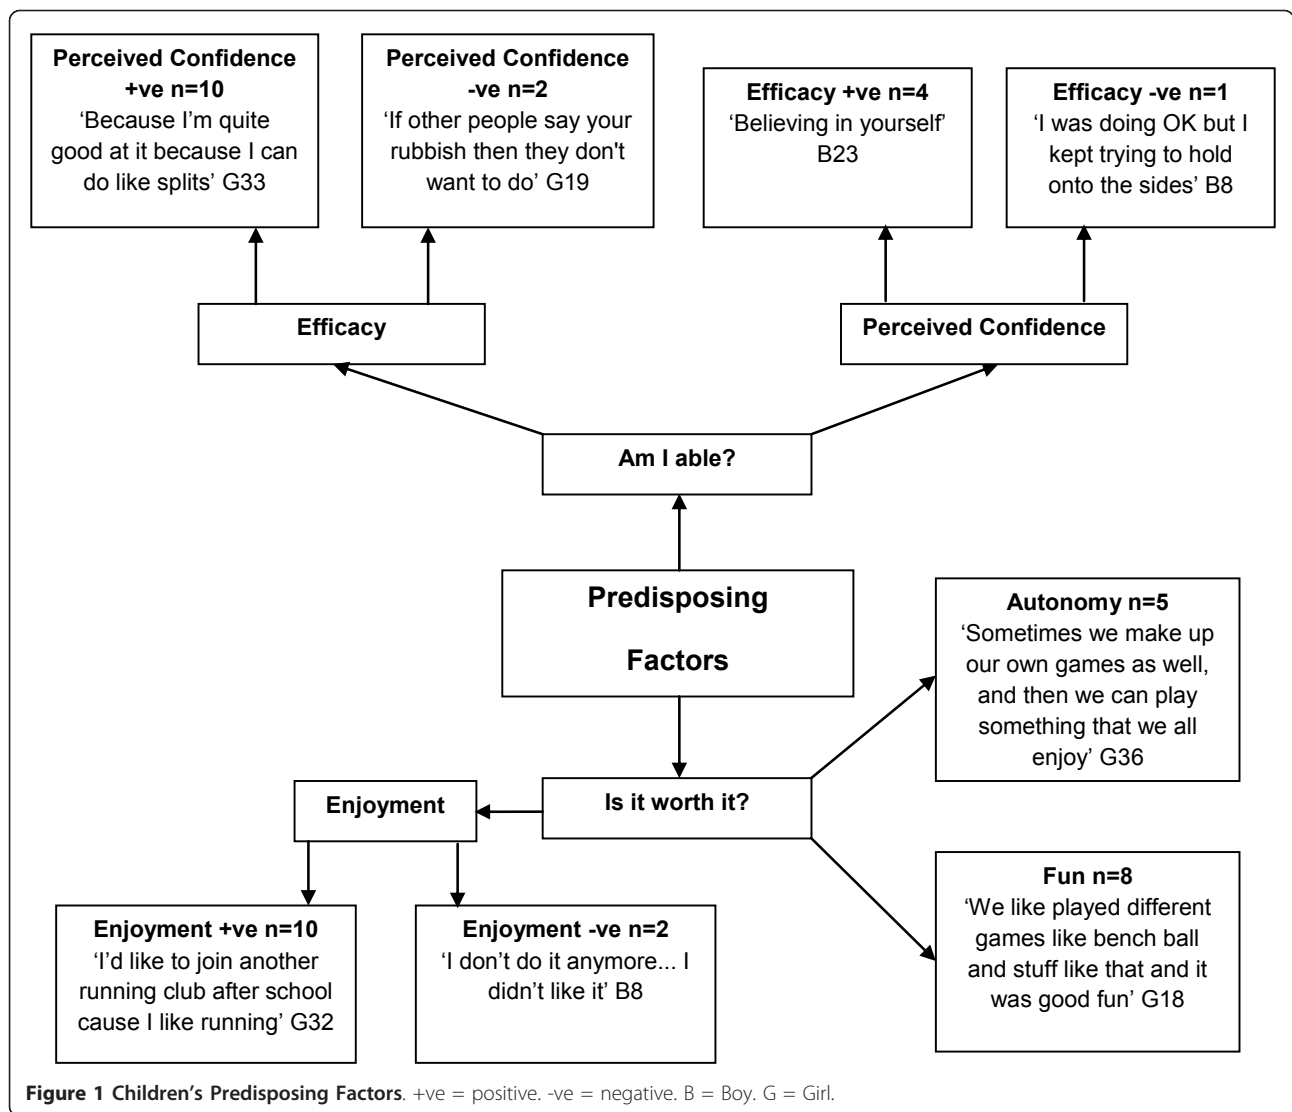 Perceived Confidence
+ve n=10
‘Because I’m quite
good at it because I can
do like splits’ G33
Perceived Confidence
-ve n=2
‘If other people say your
rubbish then they don't
want to do’ G19
Efficacy +ve n=4
‘Believing in yourself’
B23
Efficacy -ve n=1
‘I was doing OK but I
kept trying to hold
onto the sides’ B8
Efficacy
Perceived Confidence
Am I able?
Predisposing
Factors
Autonomy n=5
‘Sometimes we make up
our own games as well,
and then we can play
something that we all
enjoy’ G36
Is it worth it?
Enjoyment
Fun n=8
‘We like played different
games like bench ball
and stuff like that and it
was good fun’ G18
Enjoyment +ve n=10
‘I’d like to join another
running club after school
cause I like running’ G32
Enjoyment -ve n=2
‘I don’t do it anymore... I
didn’t like it’ B8
Figure 1 Children’s Predisposing Factors. +ve = positive. -ve = negative. B = Boy. G = Girl.